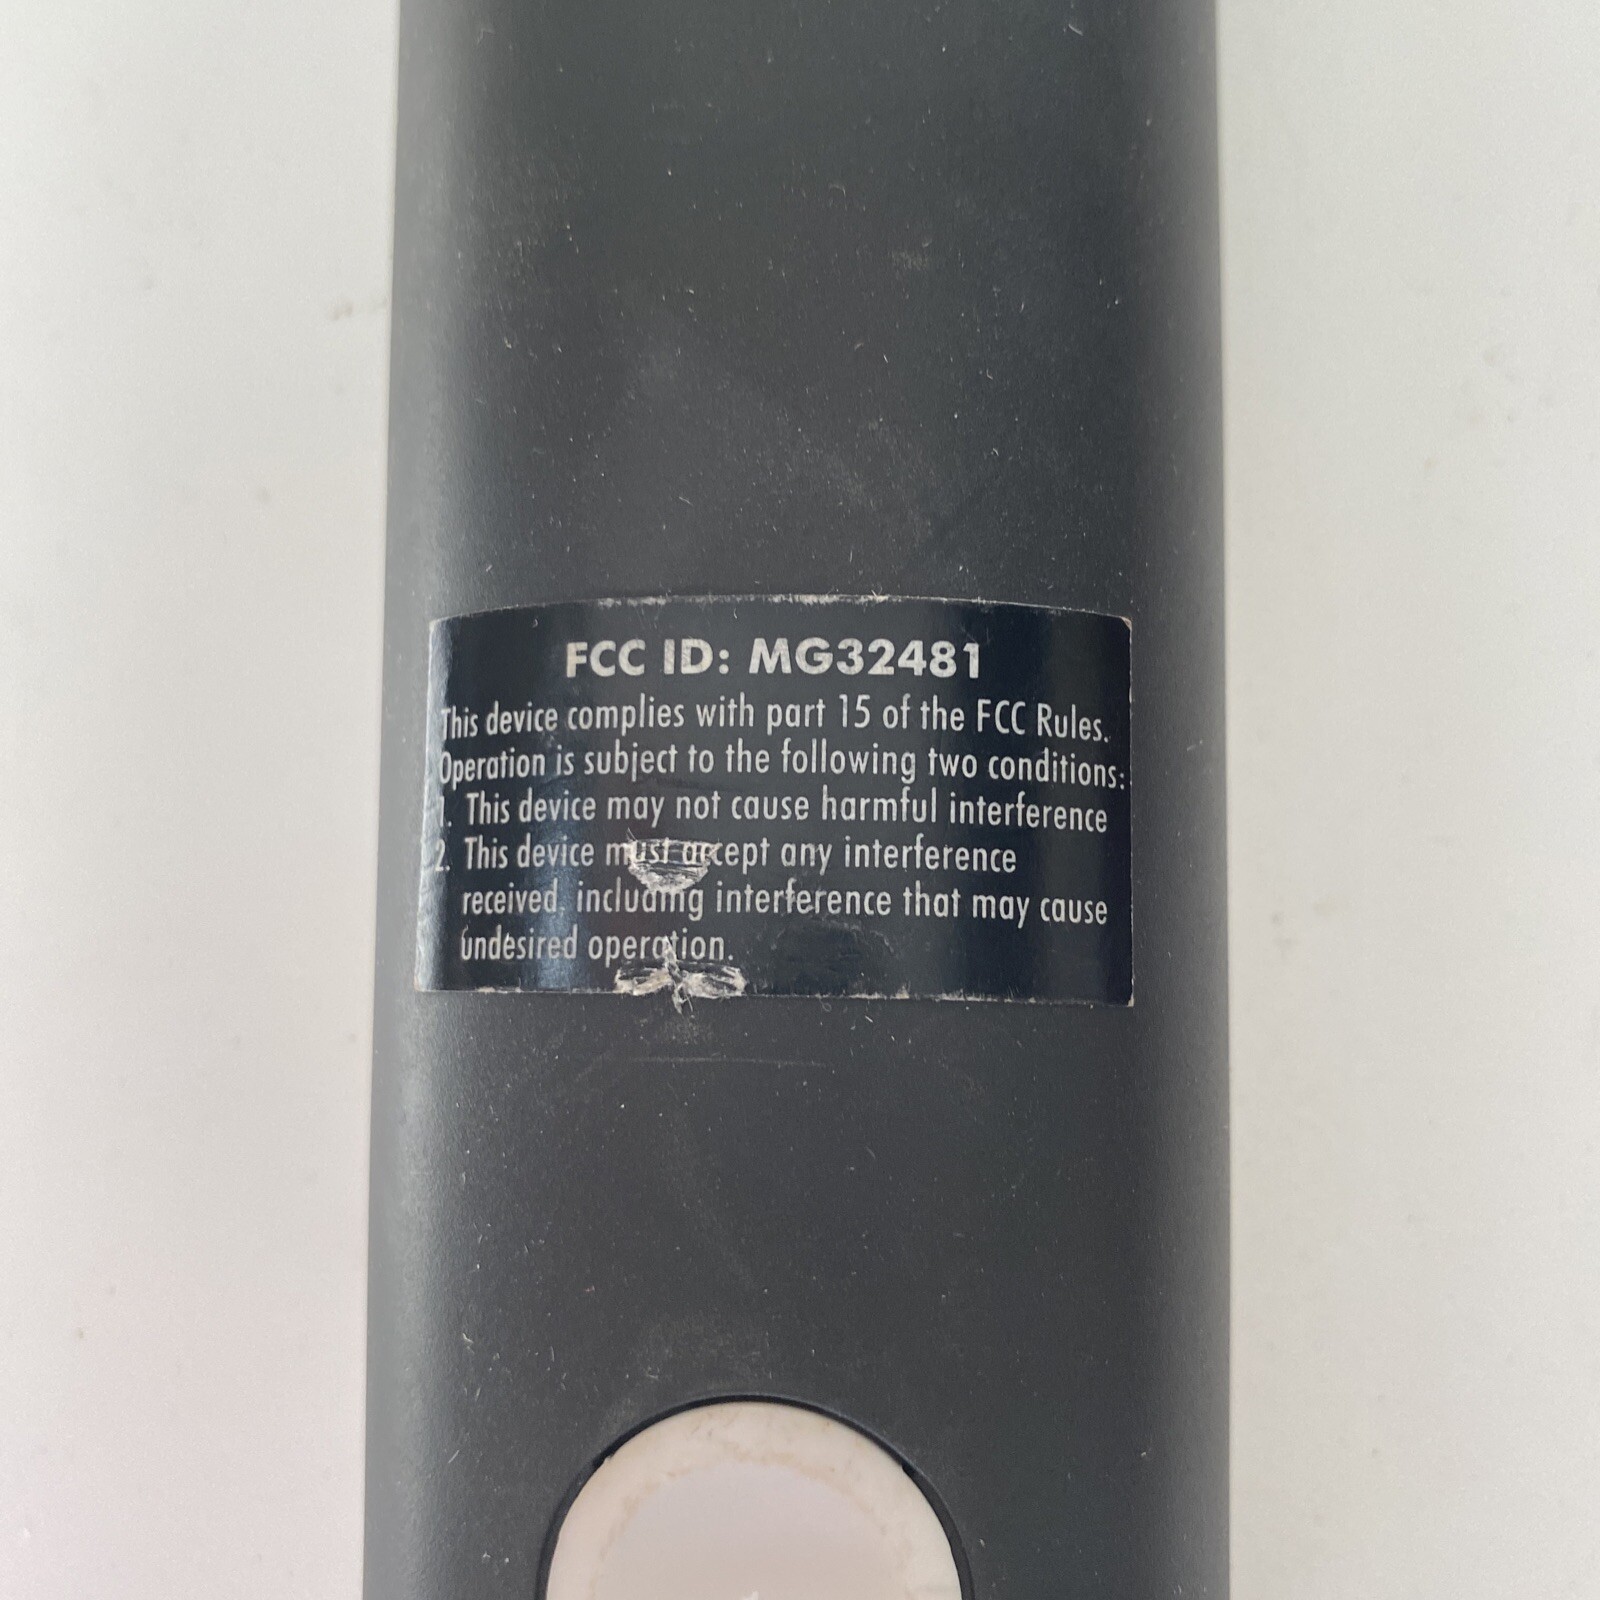 FCC ID: MG32481
This device complies with part 15 of the FCC Rules.
Operation is subject to the following two conditions:
1. This device may not cause harmful interference
2. This device must accept any interference
received, including interference that may cause
undesired operation.